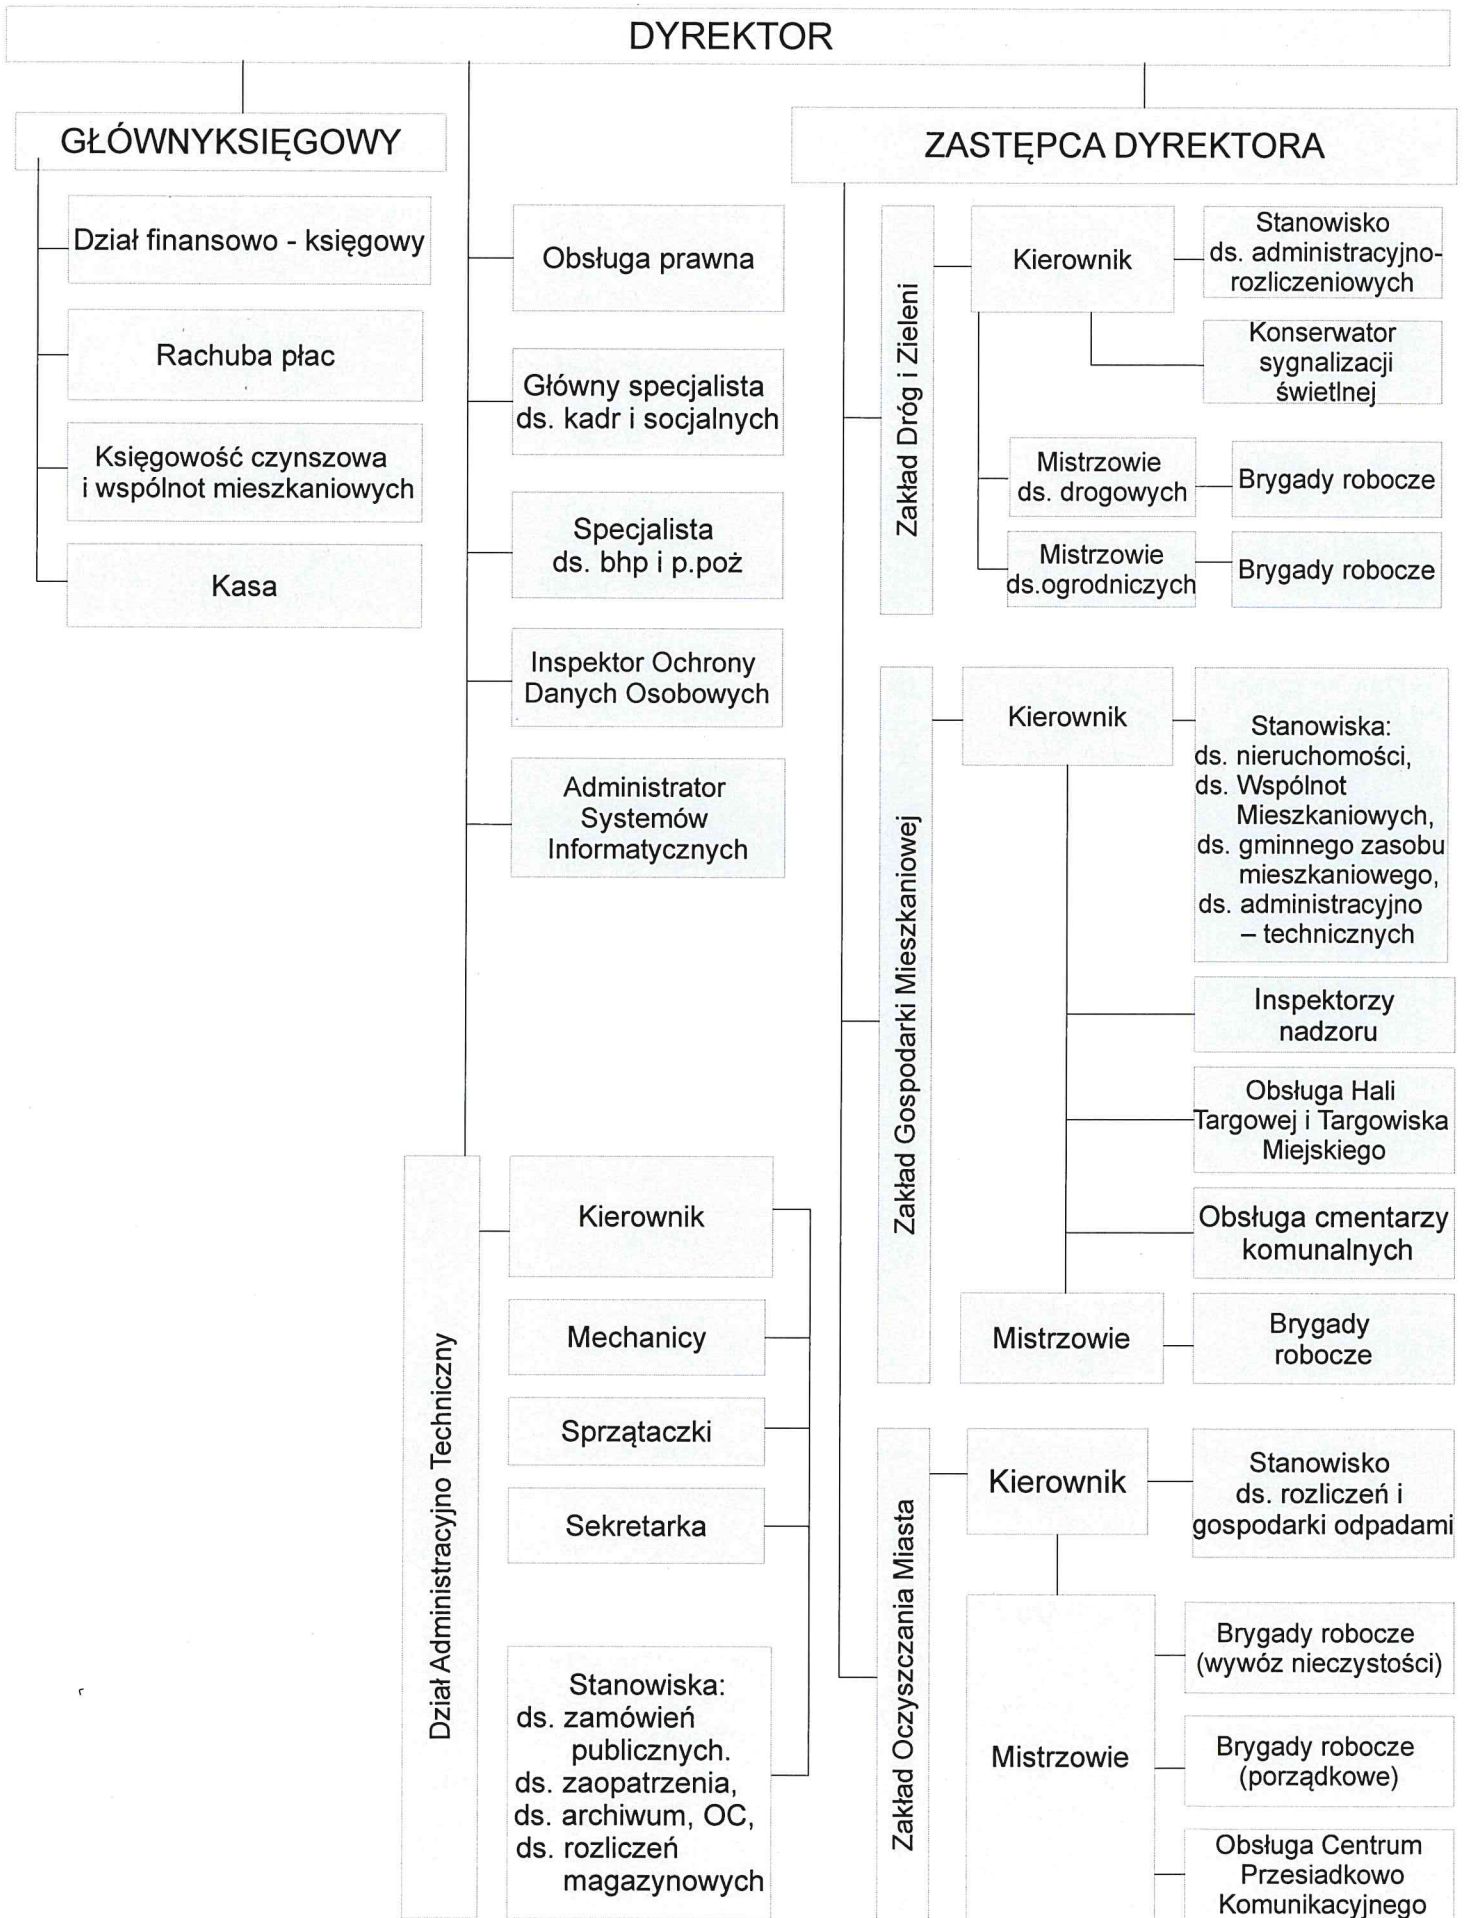 DYREKTOR
GŁÓWNYKSIĘGOWY
Dział finansowo - księgowy
Rachuba płac
Księgowość czynszowa
i wspólnot mieszkaniowych
Kasa
Obsługa prawna
Główny specjalista
ds. kadr i socjalnych
Specjalista
ds. bhp i p.poż
Inspektor Ochrony
Danych Osobowych
Administrator
Systemów
Informatycznych
Dział Administracyjno Techniczny
Kierownik
Mechanicy
Sprzątaczki
Sekretarka
Stanowiska:
ds. zamówień
publicznych.
ds. zaopatrzenia,
ds. archiwum, OC,
ds. rozliczeń
magazynowych
ZASTĘPCA DYREKTORA
Zakład Dróg i Zieleni
Kierownik
Stanowisko
ds. administracyjno-
rozliczeniowych
Konserwator
sygnalizacji
świetlnej
Mistrzowie
ds. drogowych
Brygady robocze
Mistrzowie
ds.ogrodniczych
Brygady robocze
Zakład Gospodarki Mieszkaniowej
Kierownik
Stanowiska:
ds. nieruchomości,
ds. Wspólnot
Mieszkaniowych,
ds. gminnego zasobu
mieszkaniowego,
ds. administracyjno
– technicznych
Inspektorzy
nadzoru
Obsługa Hali
Targowej i Targowiska
Miejskiego
Obsługa cmentarzy
komunalnych
Mistrzowie
Brygady
robocze
Zakład Oczyszczania Miasta
Kierownik
Stanowisko
ds. rozliczeń i
gospodarki odpadami
Mistrzowie
Brygady robocze
(wywóz nieczystości)
Brygady robocze
(porządkowe)
Obsługa Centrum
Przesiadkowo
Komunikacyjnego